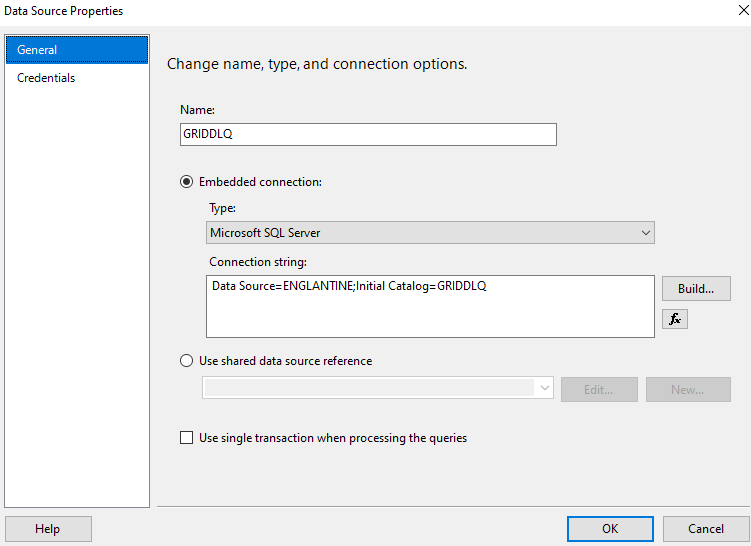 Data Source Properties
General
Credentials
Change name, type, and connection options.
Name:
GRIDDLQ
Embedded connection:
Type:
Microsoft SQL Server
Connection string:
Data Source=ENGLANTINE;Initial Catalog=GRIDDLQ
Build...
fx
Use shared data source reference
Edit...
New...
Use single transaction when processing the queries
Help
OK
Cancel